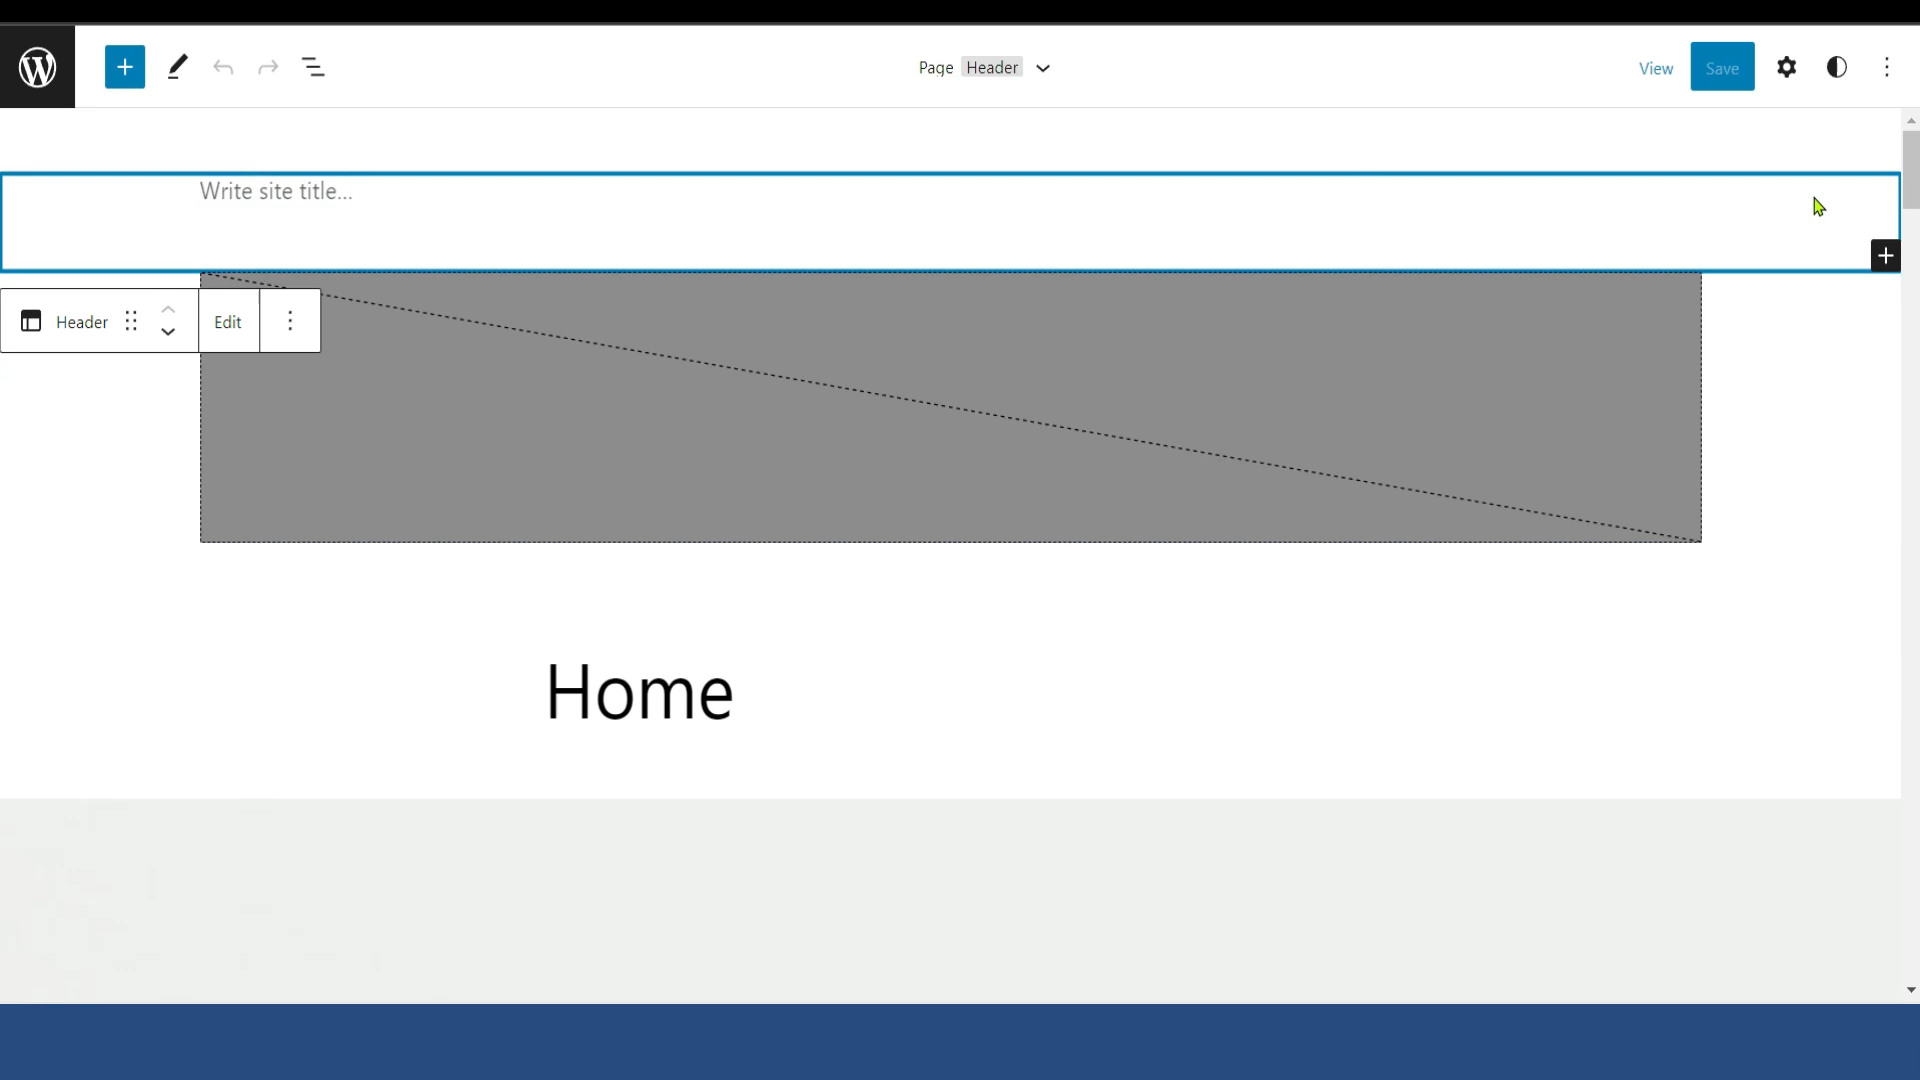 Page Header
View
Save
Write site title...
Header
Edit
Home